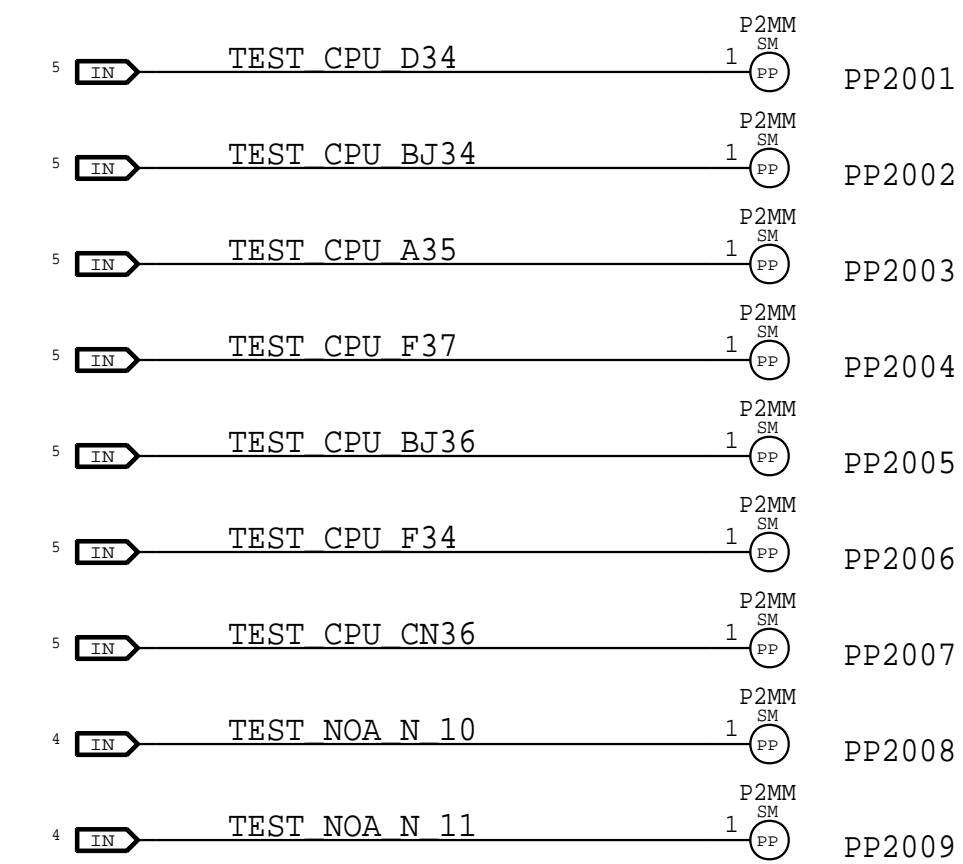 P2MM
SM
5 IN TEST_CPU_D34 1 PP PP2001
P2MM
SM
5 IN TEST_CPU_BJ34 1 PP PP2002
P2MM
SM
5 IN TEST_CPU_A35 1 PP PP2003
P2MM
SM
5 IN TEST_CPU_F37 1 PP PP2004
P2MM
SM
5 IN TEST_CPU_BJ36 1 PP PP2005
P2MM
SM
5 IN TEST_CPU_F34 1 PP PP2006
P2MM
SM
5 IN TEST_CPU_CN36 1 PP PP2007
P2MM
SM
4 IN TEST_NOA_N_10 1 PP PP2008
P2MM
SM
4 IN TEST_NOA_N_11 1 PP PP2009